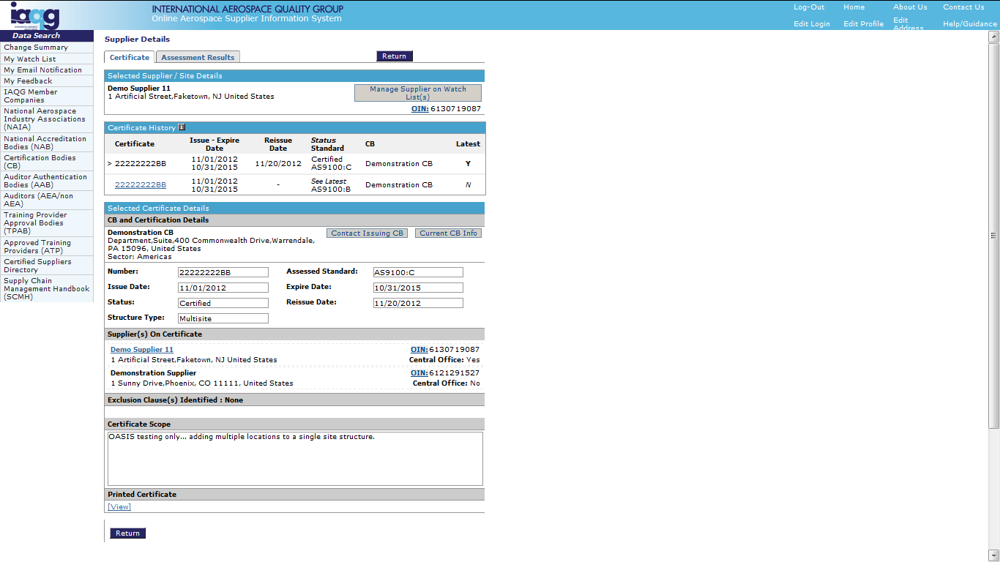 iaqg
INTERNATIONAL AEROSPACE QUALITY GROUP
Online Aerospace Supplier Information System
Log-Out
Home
About Us
Contact Us
Edit Login
Edit Profile
Edit
Address
Help/Guidance
Data Search
Change Summary
My Watch List
My Email Notification
My Feedback
IAQG Member
Companies
National Aerospace
Industry Associations
(NAIA)
National Accreditation
Bodies (NAB)
Certification Bodies
(CB)
Auditor Authentication
Bodies (AAB)
Auditors (AEA/non
AEA)
Training Provider
Approval Bodies
(TPAB)
Approved Training
Providers (ATP)
Certified Suppliers
Directory
Supply Chain
Management Handbook
(SCMH)
Supplier Details
Certificate
Assessment Results
Return
Selected Supplier / Site Details
Demo Supplier 11
1 Artificial Street,Faketown, NJ United States
Manage Supplier on Watch
List(s)
OIN: 6130719087
Certificate History i
Certificate
Issue - Expire
Date
Reissue
Date
Status
Standard
CB
Latest
> 22222222BB
11/01/2012
10/31/2015
11/20/2012
Certified
AS9100:C
Demonstration CB
Y
22222222BB
11/01/2012
10/31/2015
-
See Latest
AS9100:B
Demonstration CB
N
Selected Certificate Details
CB and Certification Details
Demonstration CB
Department,Suite,400 Commonwealth Drive,Warrendale,
PA 15096, United States
Sector: Americas
Contact Issuing CB
Current CB Info
Number: 22222222BB
Assessed Standard: AS9100:C
Issue Date: 11/01/2012
Expire Date: 10/31/2015
Status: Certified
Reissue Date: 11/20/2012
Structure Type: Multisite
Supplier(s) On Certificate
Demo Supplier 11
OIN: 6130719087
1 Artificial Street,Faketown, NJ United States
Central Office: Yes
Demonstration Supplier
OIN: 6121291527
1 Sunny Drive,Phoenix, CO 11111, United States
Central Office: No
Exclusion Clause(s) Identified : None
Certificate Scope
OASIS testing only... adding multiple locations to a single site structure.
Printed Certificate
[View]
Return